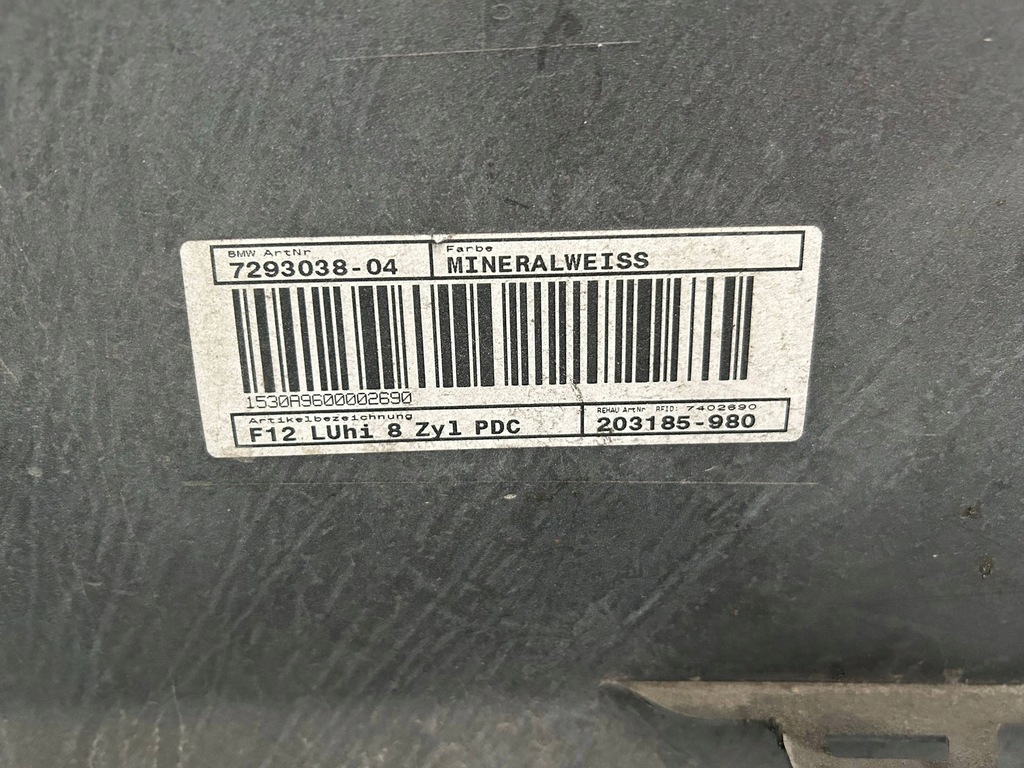 BMW ArtNr Farbe
7293038-04 MINERALWEISS
1530A9600002690
Artikelbezeichnung REHAU ArtNr RFID: 7402690
F12 LUhi 8 Zyl PDC 203185-980